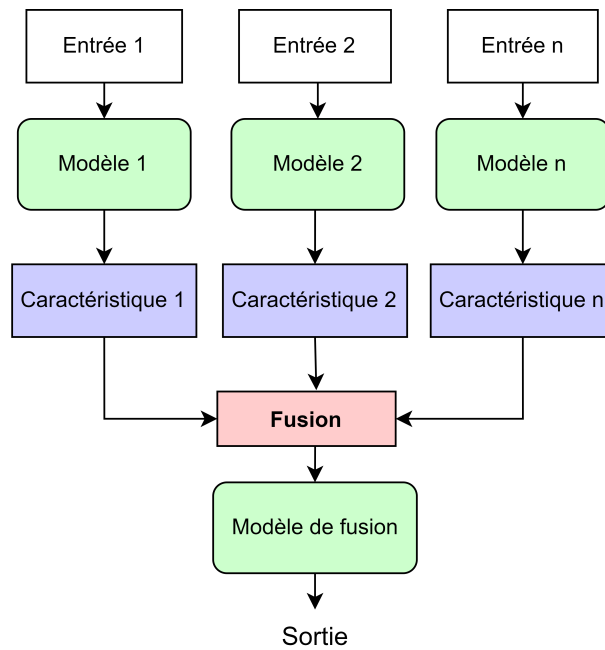 Entrée 1
Entrée 2
Entrée n
Modèle 1
Modèle 2
Modèle n
Caractéristique 1
Caractéristique 2
Caractéristique n
Fusion
Modèle de fusion
Sortie